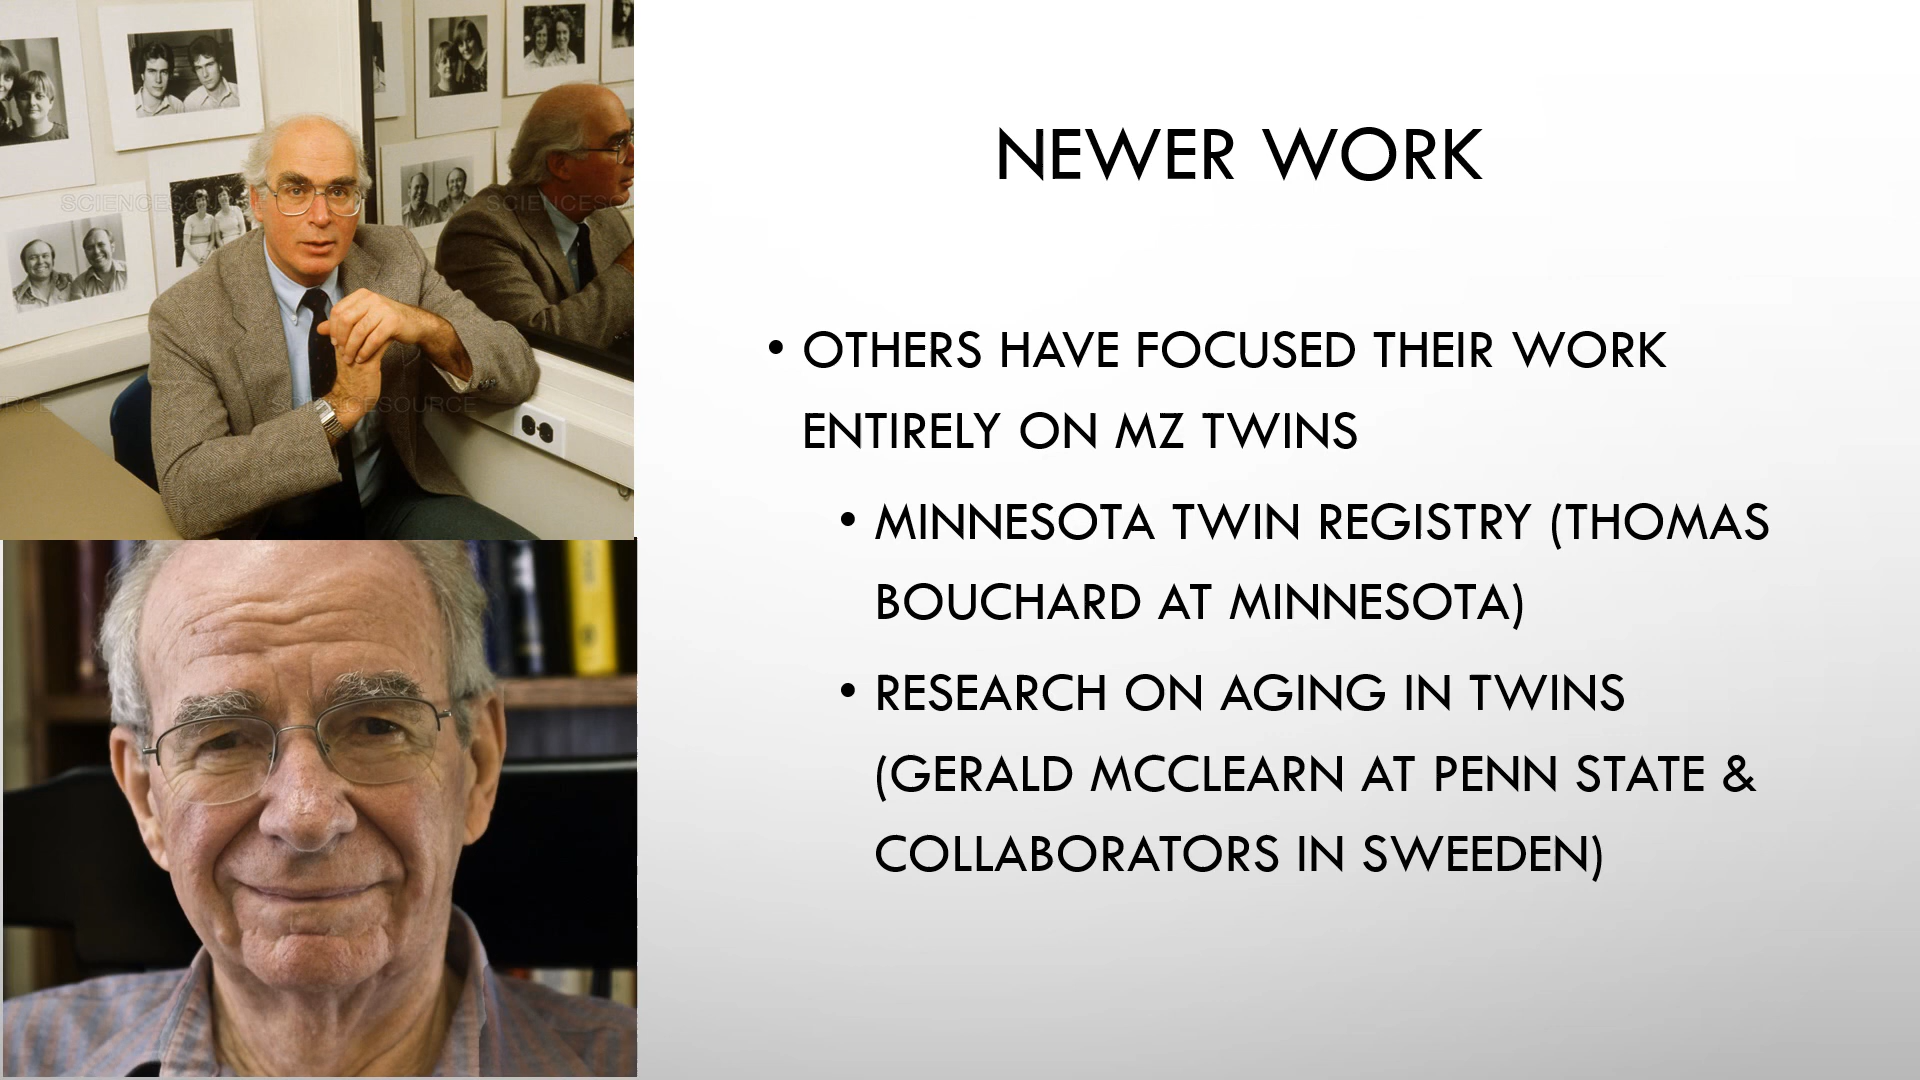 NEWER WORK
• OTHERS HAVE FOCUSED THEIR WORK
ENTIRELY ON MZ TWINS
• MINNESOTA TWIN REGISTRY (THOMAS
BOUCHARD AT MINNESOTA)
• RESEARCH ON AGING IN TWINS
(GERALD MCCLEARN AT PENN STATE &
COLLABORATORS IN SWEEDEN)
SCIENCESOURCE